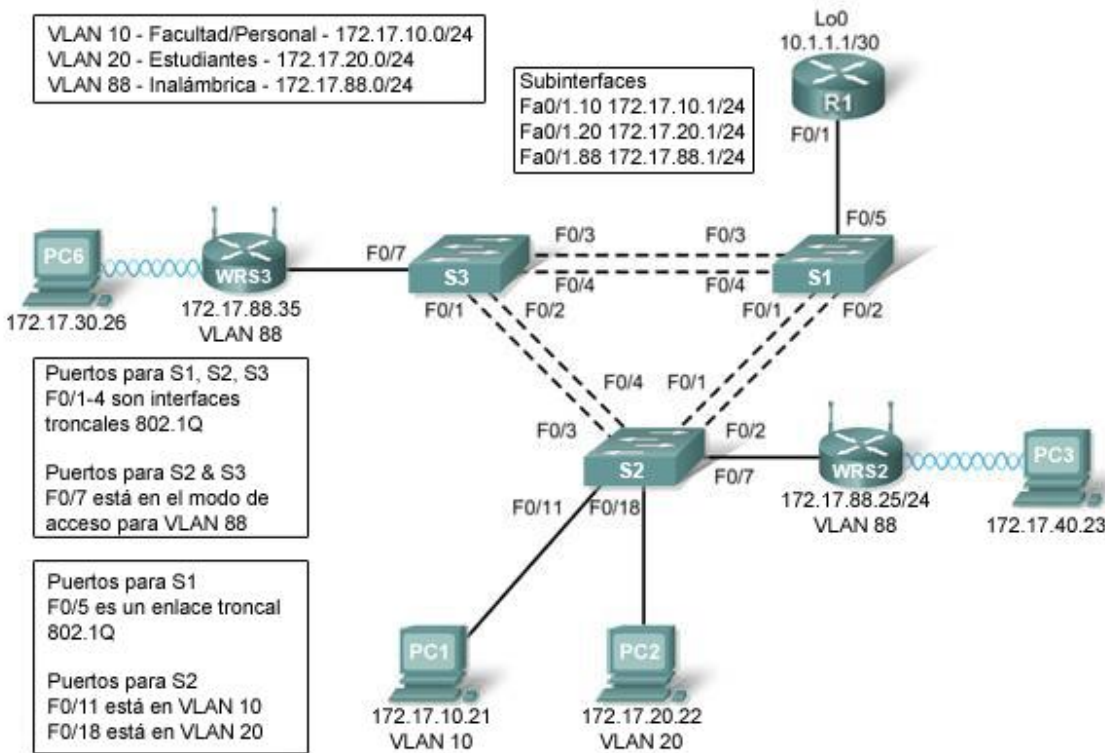 VLAN 10 - Facultad/Personal - 172.17.10.0/24
VLAN 20 - Estudiantes - 172.17.20.0/24
VLAN 88 - Inalámbrica - 172.17.88.0/24
Lo0
10.1.1.1/30
R1
F0/1
Subinterfaces
Fa0/1.10 172.17.10.1/24
Fa0/1.20 172.17.20.1/24
Fa0/1.88 172.17.88.1/24
F0/5
PC6
172.17.30.26
WRS3
172.17.88.35
VLAN 88
F0/7
S3
F0/3
F0/4
F0/1
F0/2
F0/3
F0/4
S1
F0/1
F0/2
Puertos para S1, S2, S3
F0/1-4 son interfaces
troncales 802.1Q
Puertos para S2 & S3
F0/7 está en el modo de
acceso para VLAN 88
F0/4
F0/1
F0/3
F0/2
S2
F0/7
F0/11
F0/18
WRS2
172.17.88.25/24
VLAN 88
PC3
172.17.40.23
Puertos para S1
F0/5 es un enlace troncal
802.1Q
Puertos para S2
F0/11 está en VLAN 10
F0/18 está en VLAN 20
PC1
172.17.10.21
VLAN 10
PC2
172.17.20.22
VLAN 20